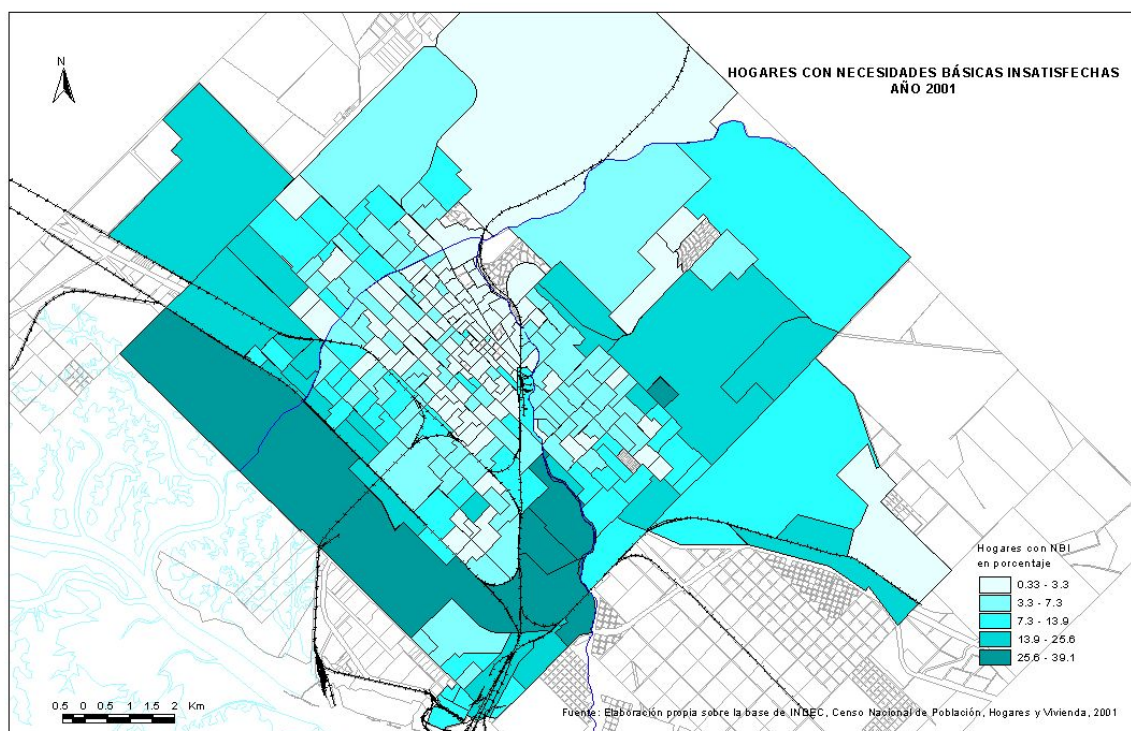 N
HOGARES CON NECESIDADES BÁSICAS INSATISFECHAS
AÑO 2001
Hogares con NBI
en porcentaje
0.33 - 3.3
3.3 - 7.3
7.3 - 13.9
13.9 - 25.6
25.6 - 39.1
0.5 0 0.5 1 1.5 2 Km
Fuente: Elaboración propia sobre la base de INDEC, Censo Nacional de Población, Hogares y Vivienda, 2001